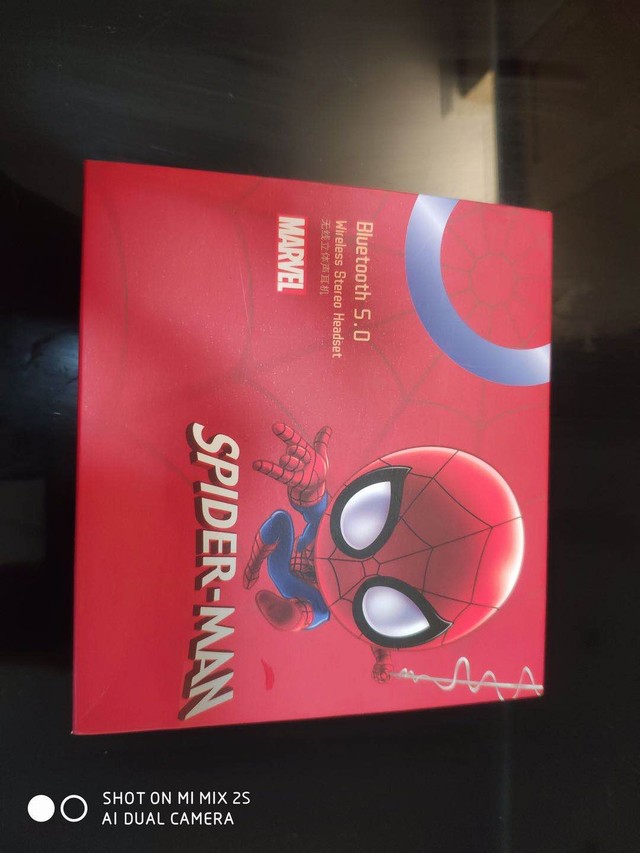 Bluetooth 5.0
Wireless Stereo Headset
无线立体声耳机
MARVEL
SPIDER-MAN
SHOT ON MI MIX 2S
AI DUAL CAMERA